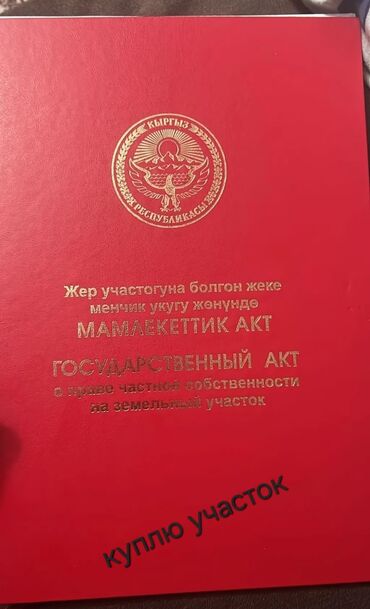 КЫРГЫЗ
РЕСПУБЛИКАСЫ
Жер участогуна болгон жеке
менчик укугу жөнүндө
МАМЛЕКЕТТИК АКТ
ГОСУДАРСТВЕННЫЙ АКТ
о праве частной собственности
на земельный участок
куплю участок